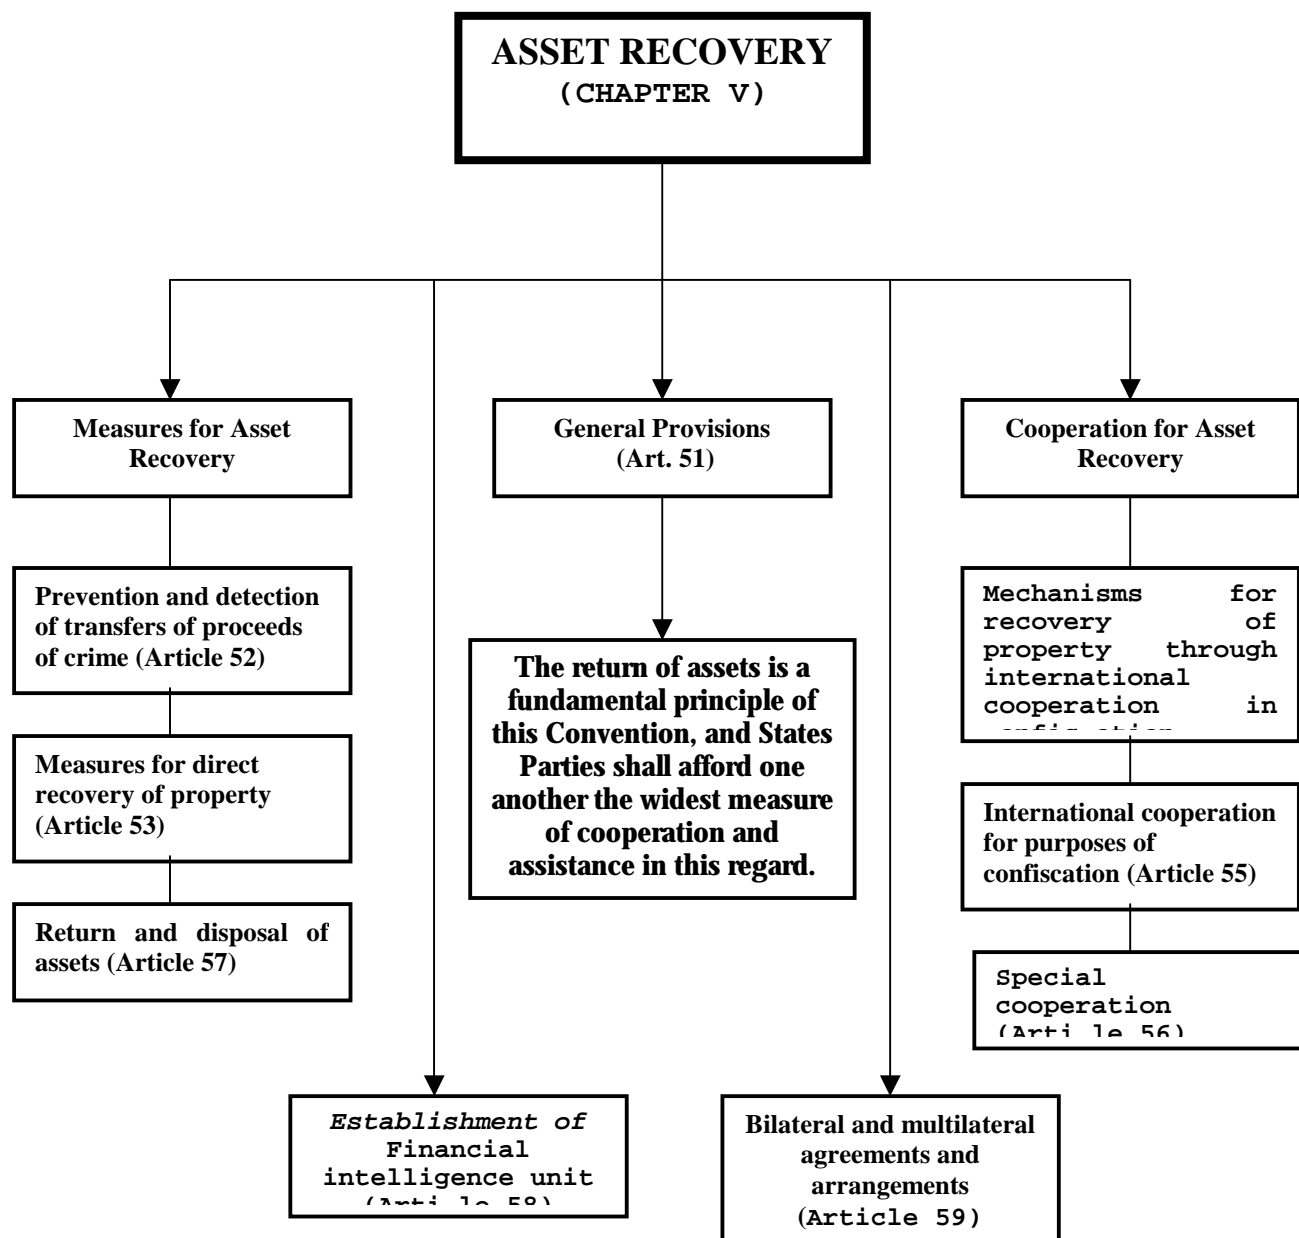 ASSET RECOVERY
(CHAPTER V)
Measures for Asset
Recovery
Prevention and detection
of transfers of proceeds
of crime (Article 52)
Measures for direct
recovery of property
(Article 53)
Return and disposal of
assets (Article 57)
Establishment of
Financial
intelligence unit
(Article 58)
General Provisions
(Art. 51)
The return of assets is a
fundamental principle of
this Convention, and States
Parties shall afford one
another the widest measure
of cooperation and
assistance in this regard.
Bilateral and multilateral
agreements and
arrangements
(Article 59)
Cooperation for Asset
Recovery
Mechanisms for
recovery of
property through
international
cooperation in
International cooperation
for purposes of
confiscation (Article 55)
Special
cooperation
(Article 56)